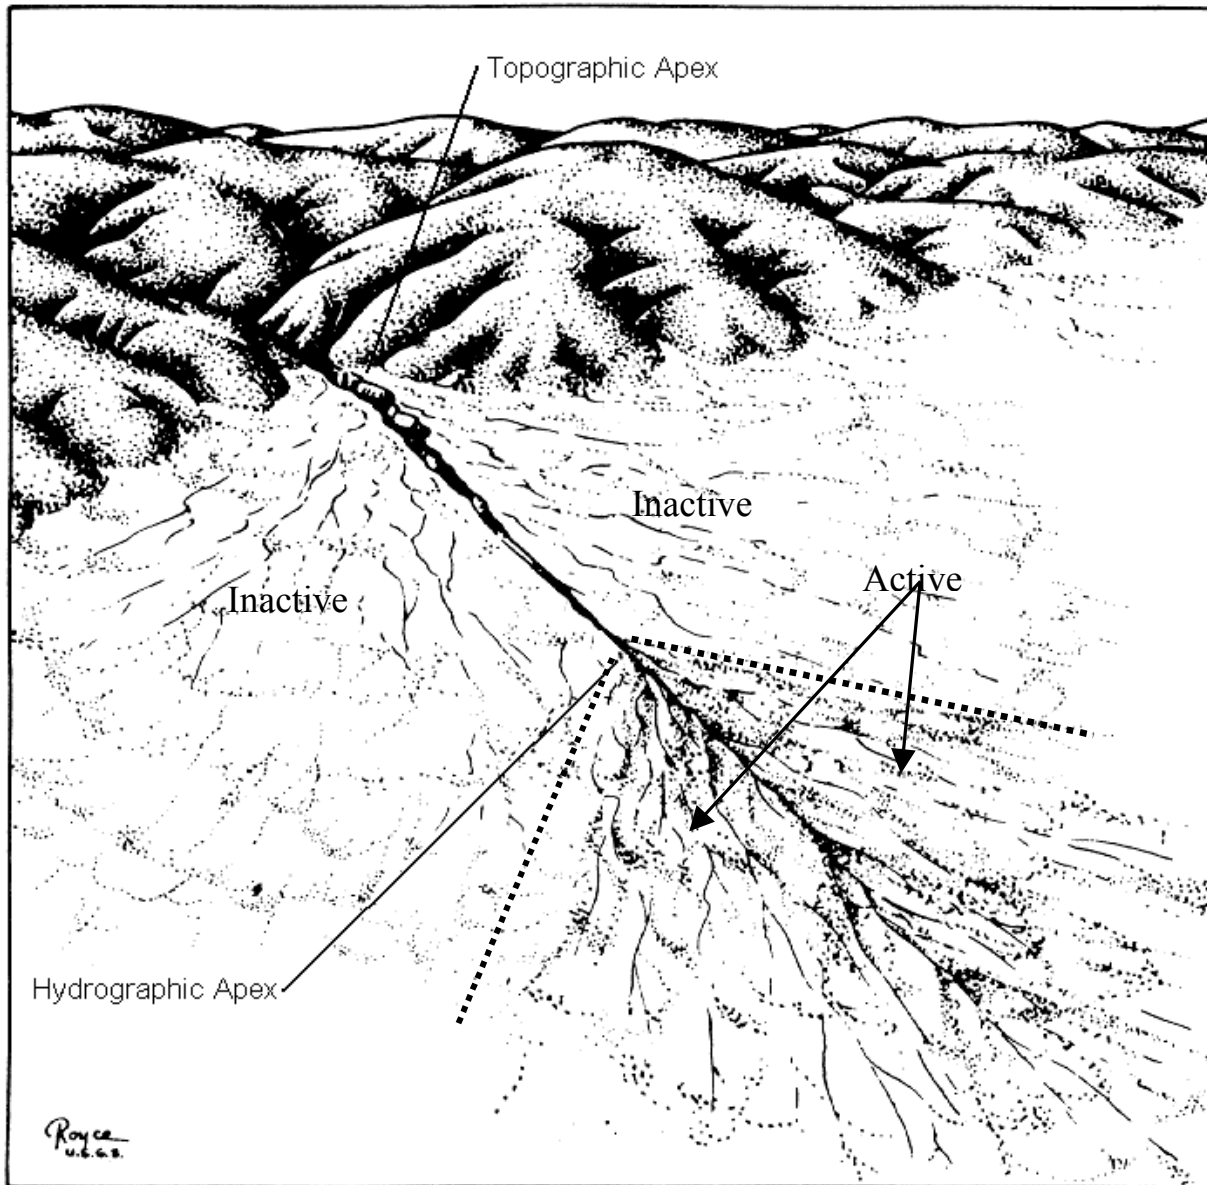 Topographic Apex
Inactive
Active
Inactive
Hydrographic Apex
Royce
U.S.G.S.